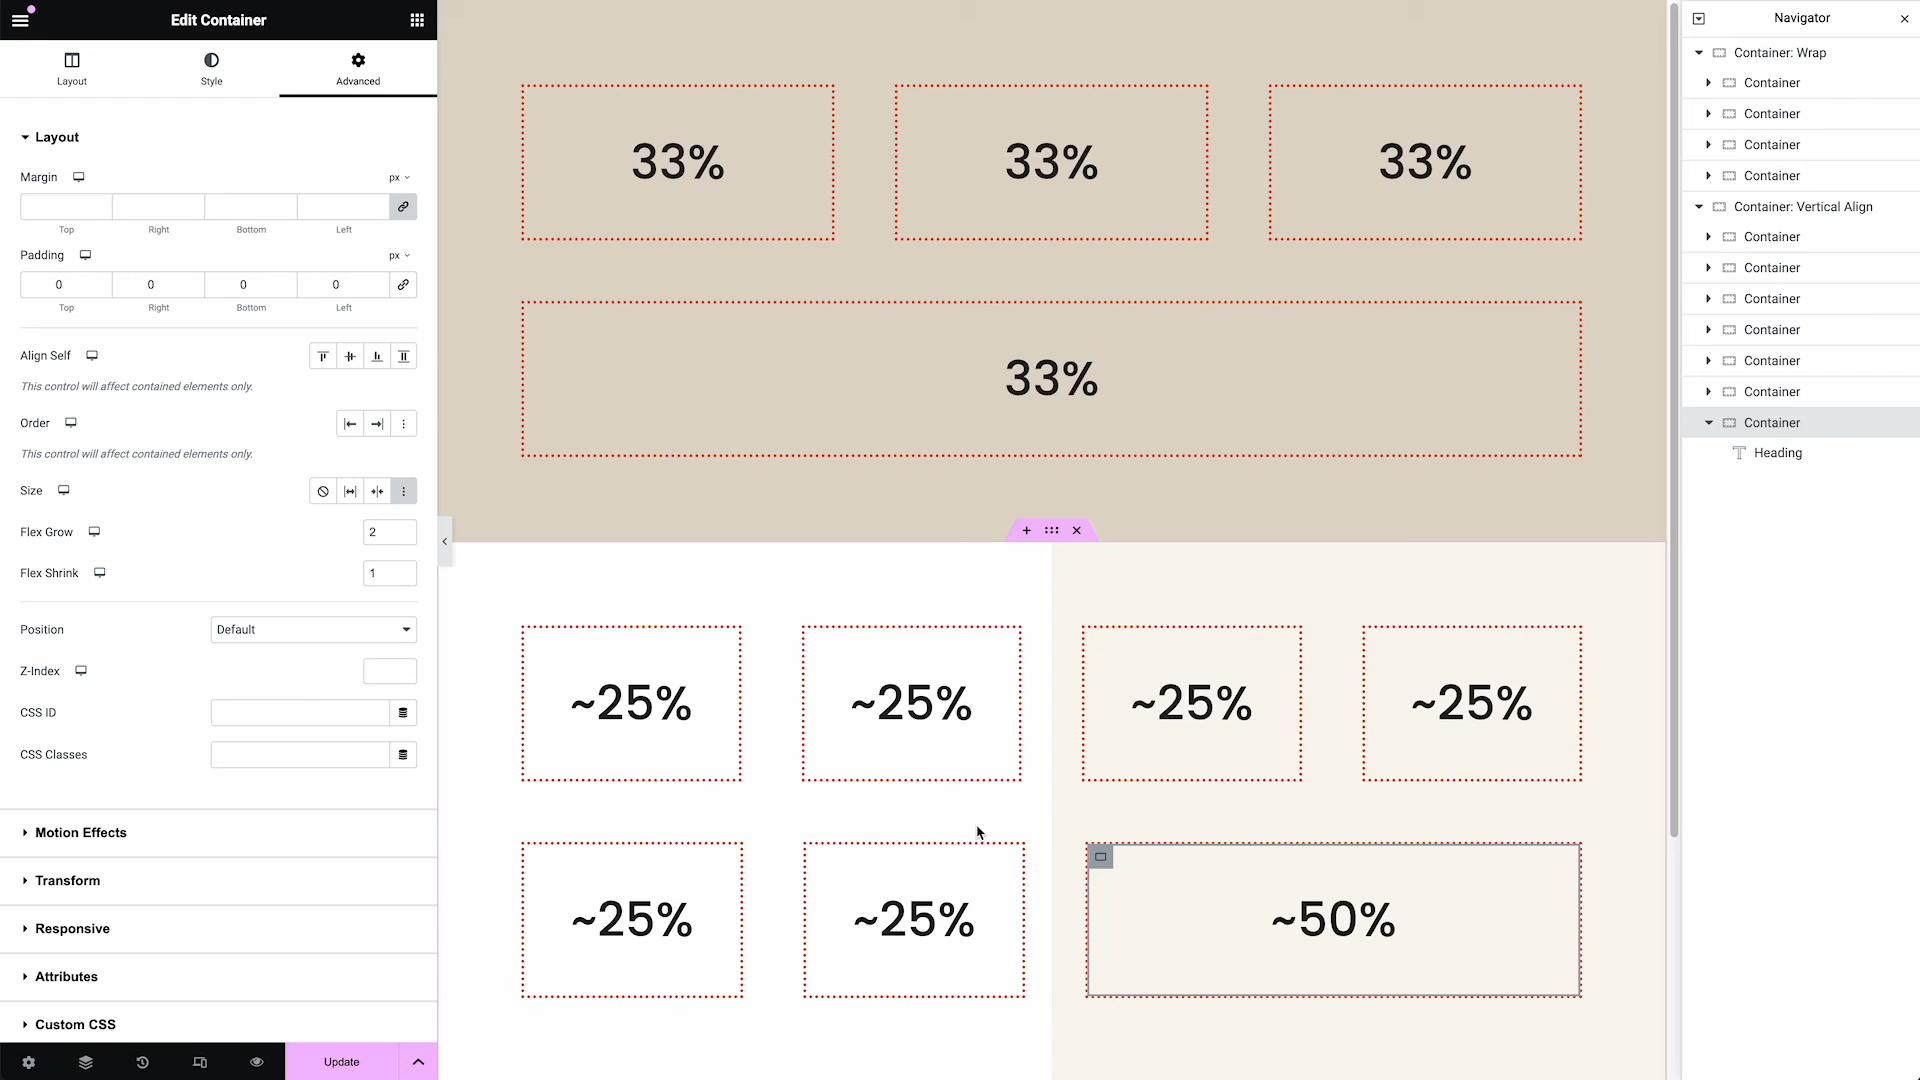 Edit Container
Layout
Style
Advanced
Layout
Margin
px
Top
Right
Bottom
Left
Padding
px
0
0
0
0
Top
Right
Bottom
Left
Align Self
This control will affect contained elements only.
Order
This control will affect contained elements only.
Size
Flex Grow
2
Flex Shrink
1
Position
Default
Z-Index
CSS ID
CSS Classes
Motion Effects
Transform
Responsive
Attributes
Custom CSS
Update
33%
33%
33%
33%
~25%
~25%
~25%
~25%
~25%
~25%
~50%
Navigator
Container: Wrap
Container
Container
Container
Container
Container: Vertical Align
Container
Container
Container
Container
Container
Container
Container
Heading